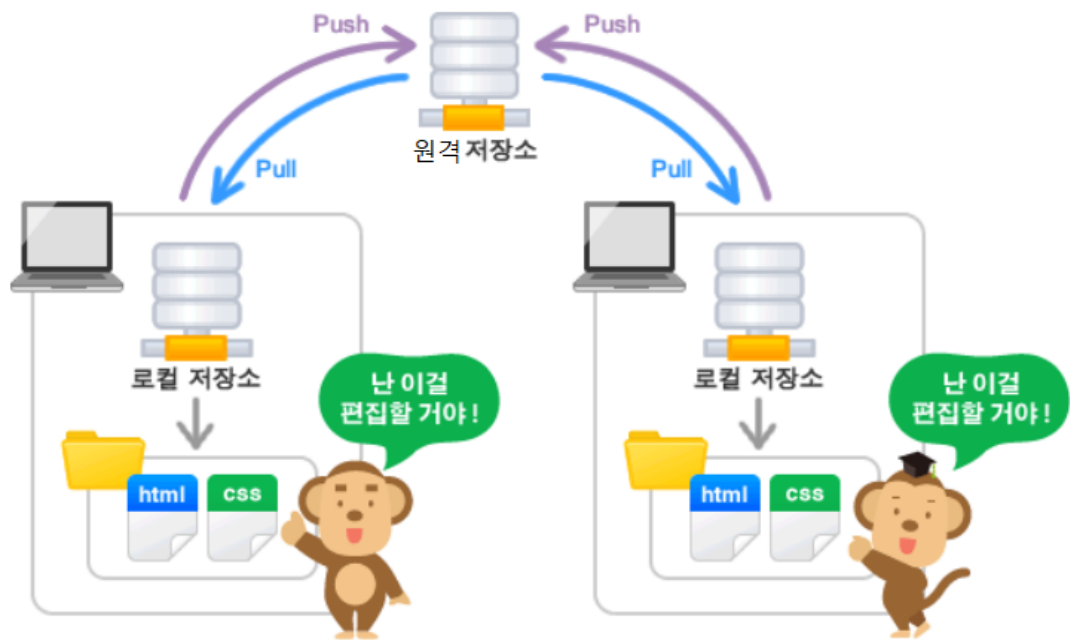 Push
Push
원격 저장소
Pull
Pull
로컬 저장소
로컬 저장소
난 이걸
편집할 거야 !
난 이걸
편집할 거야 !
html
css
html
css